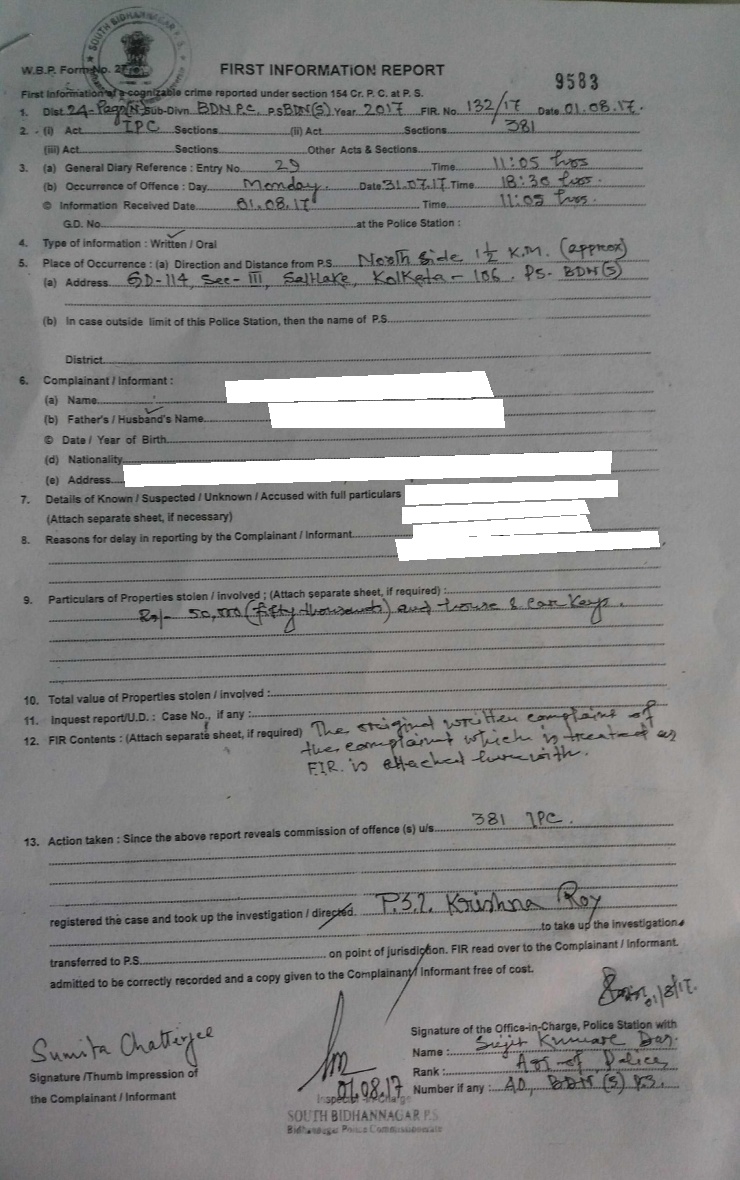 SOUTH BIDHANNAGAR P.S.
W.B.P. Form No. 27
FIRST INFORMATION REPORT
9583
First Information of a cognizable crime reported under section 154 Cr. P. C. at P. S.
1. Dist. 24-Pagn(N) Sub-Divn. BDN P.C. P.S BDN(S) Year 2017 FIR. No. 132/17 Date 01.08.17.
2. (i) Act IPC Sections (ii) Act Sections 381
(iii) Act Sections Other Acts & Sections
3. (a) General Diary Reference : Entry No. 29 Time 11:05 hrs
(b) Occurrence of Offence : Day Monday. Date 31.07.17 Time 18:30 hrs.
© Information Received Date 01.08.17 Time 11:05 hrs.
G.D. No. at the Police Station :
4. Type of information : Written / Oral
5. Place of Occurrence : (a) Direction and Distance from P.S. North Side 1½ K.M. (approx)
(a) Address GD-114, Sec-III, SaltLake, Kolkata - 106. PS- BDN(S)
(b) In case outside limit of this Police Station, then the name of P.S.
District
6. Complainant / Informant :
(a) Name
(b) Father's / Husband's Name
© Date / Year of Birth
(d) Nationality
(e) Address
7. Details of Known / Suspected / Unknown / Accused with full particulars
(Attach separate sheet, if necessary)
8. Reasons for delay in reporting by the Complainant / Informant
9. Particulars of Properties stolen / involved ; (Attach separate sheet, if required) :
Rs/- 50,000 (fifty thousands) and house & car keys.
10. Total value of Properties stolen / involved :
11. Inquest report/U.D. : Case No., if any :
12. FIR Contents : (Attach separate sheet, if required) The original written complaint of
the complaint which is treated as
F.I.R. is attached herewith.
13. Action taken : Since the above report reveals commission of offence (s) u/s 381 IPC.
registered the case and took up the investigation / directed. P.S.I. Krishna Roy
to take up the investigation
transferred to P.S. on point of jurisdiction. FIR read over to the Complainant / Informant.
admitted to be correctly recorded and a copy given to the Complainant / Informant free of cost.
01/8/17.
Sumita Chatterjee
Signature /Thumb Impression of
the Complainant / Informant
01.08.17
Inspector-in-Charge
SOUTH BIDHANNAGAR P.S.
Bidhannagar Police Commissionerate
Signature of the Office-in-Charge, Police Station with
Name : Sujit Kumare Das.
Rank : ASI of Police
Number if any : AD, BDN (S) P.S.